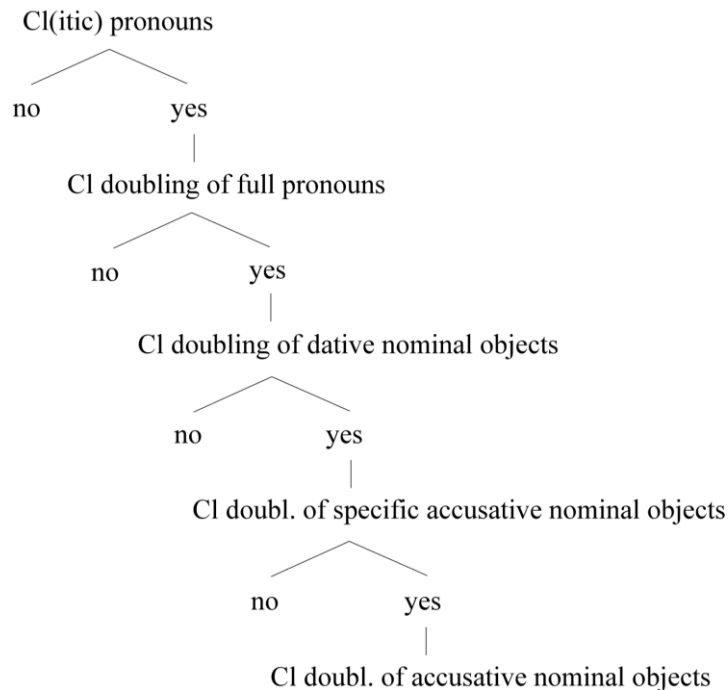 Cl(itic) pronouns
no yes
Cl doubling of full pronouns
no yes
Cl doubling of dative nominal objects
no yes
Cl doubl. of specific accusative nominal objects
no yes
Cl doubl. of accusative nominal objects